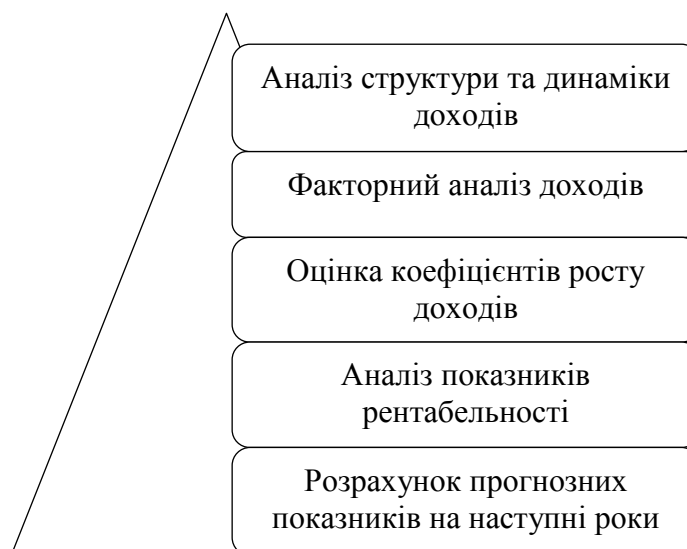 Аналіз структури та динаміки
доходів
Факторний аналіз доходів
Оцінка коефіцієнтів росту
доходів
Аналіз показників
рентабельності
Розрахунок прогнозних
показників на наступні роки